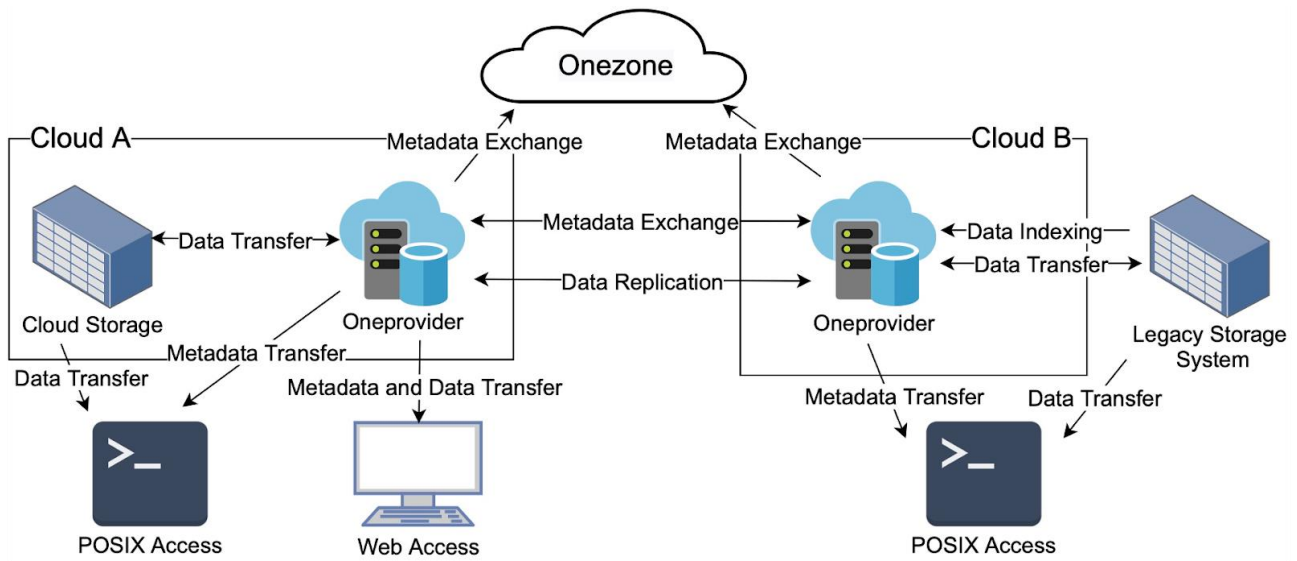 Onezone
Cloud A
Metadata Exchange
Metadata Exchange
Cloud B
Data Transfer
Metadata Exchange
Data Indexing
Data Transfer
Data Replication
Cloud Storage
Oneprovider
Oneprovider
Legacy Storage
System
Metadata Transfer
Data Transfer
Metadata and Data Transfer
Metadata Transfer
Data Transfer
POSIX Access
Web Access
POSIX Access